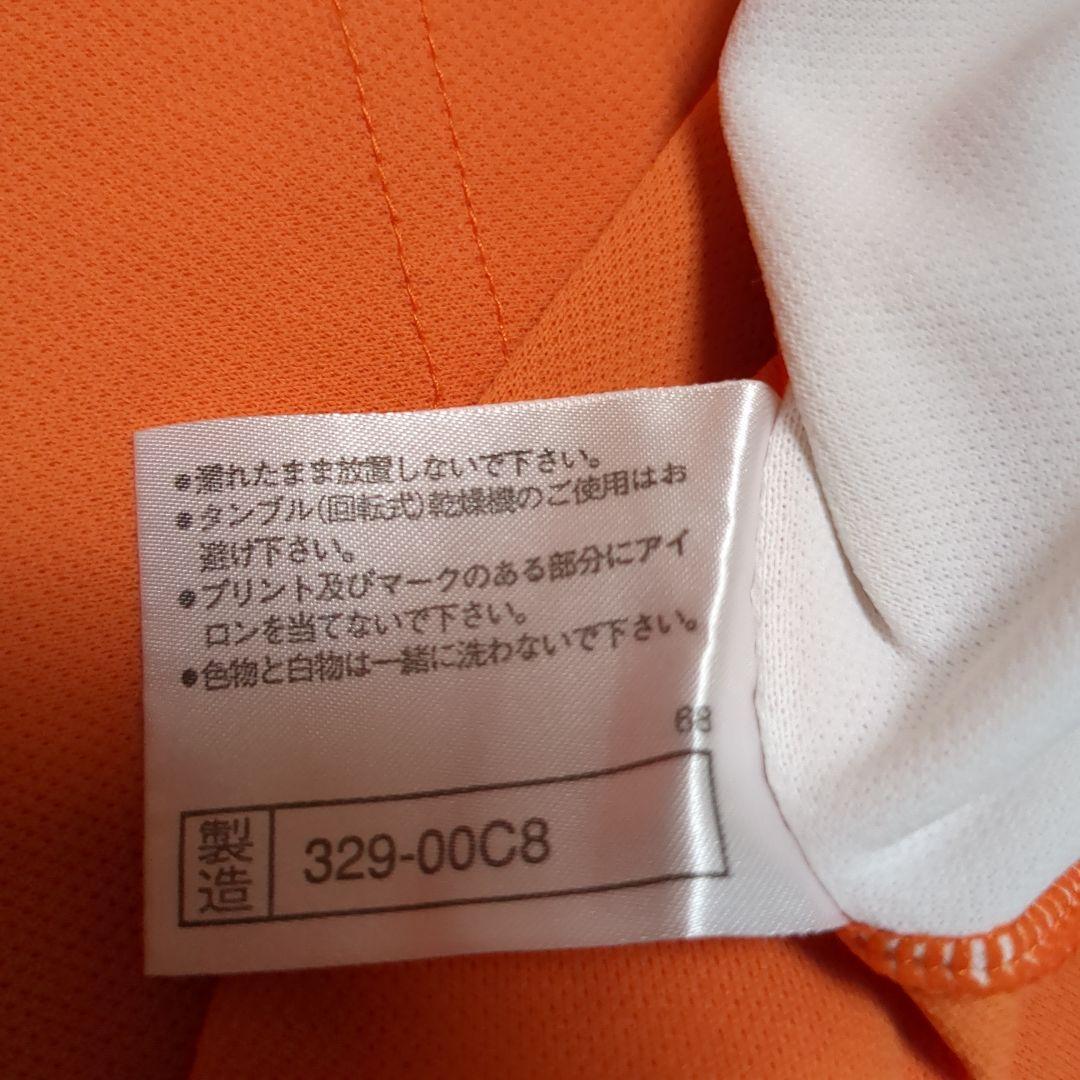 ●濡れたまま放置しないで下さい。
●タンブル(回転式)乾燥機のご使用はお
避け下さい。
●プリント及びマークのある部分にアイ
ロンを当てないで下さい。
●色物と白物は一緒に洗わないで下さい。
68
製造 329-00C8